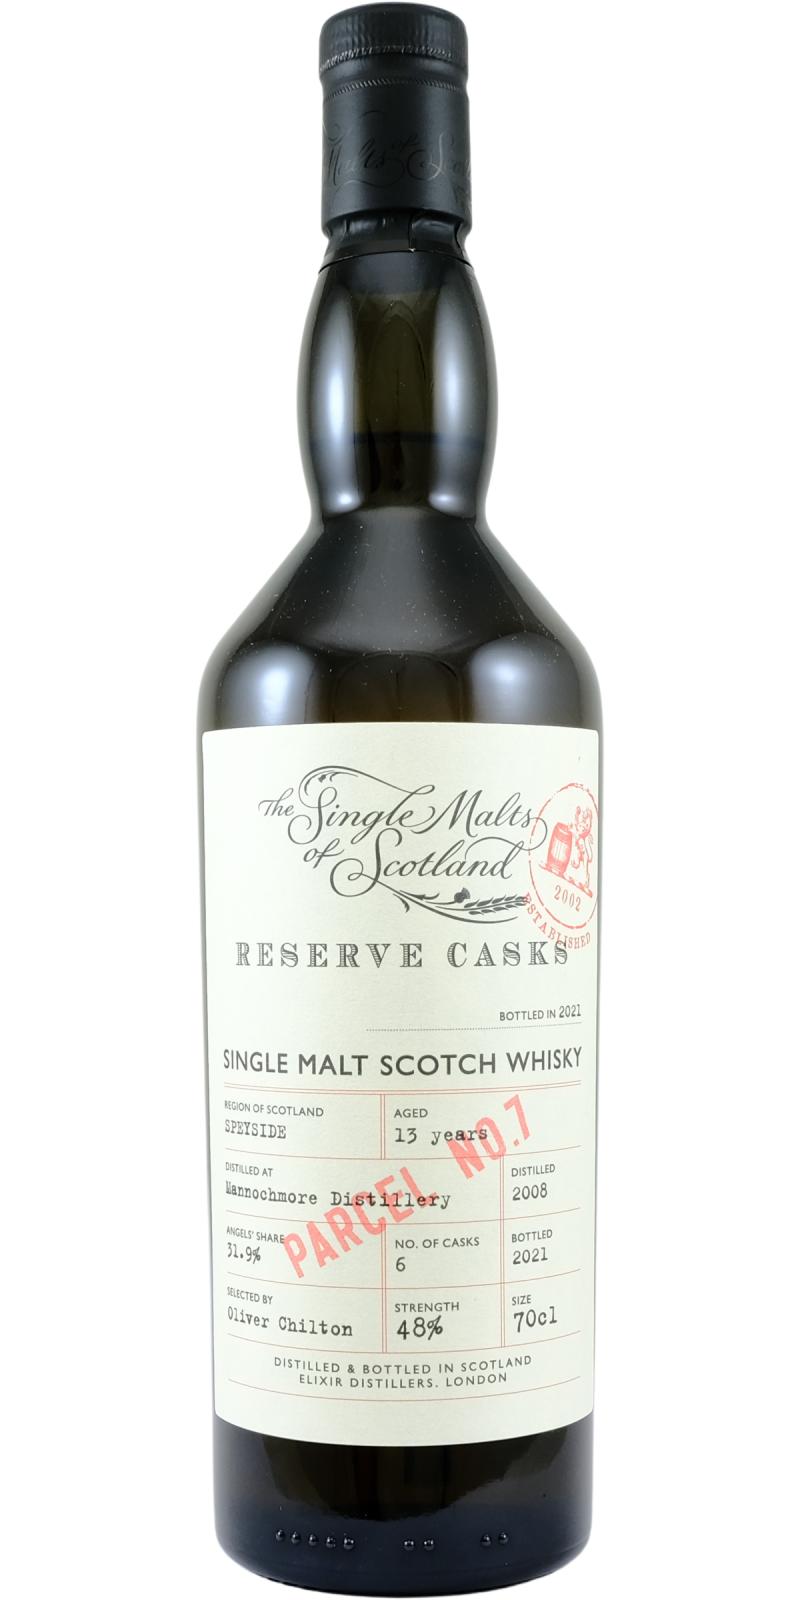 Malts of Scot
The Single Malts
of Scotland
2002
ESTABLISHED
RESERVE CASKS
BOTTLED IN 2021
SINGLE MALT SCOTCH WHISKY
REGION OF SCOTLAND
SPEYSIDE
AGED
13 years
PARCEL NO.7
DISTILLED AT
Mannochmore Distillery
DISTILLED
2008
ANGELS' SHARE
31.9%
NO. OF CASKS
6
BOTTLED
2021
SELECTED BY
Oliver Chilton
STRENGTH
48%
SIZE
70cl
DISTILLED & BOTTLED IN SCOTLAND
ELIXIR DISTILLERS. LONDON